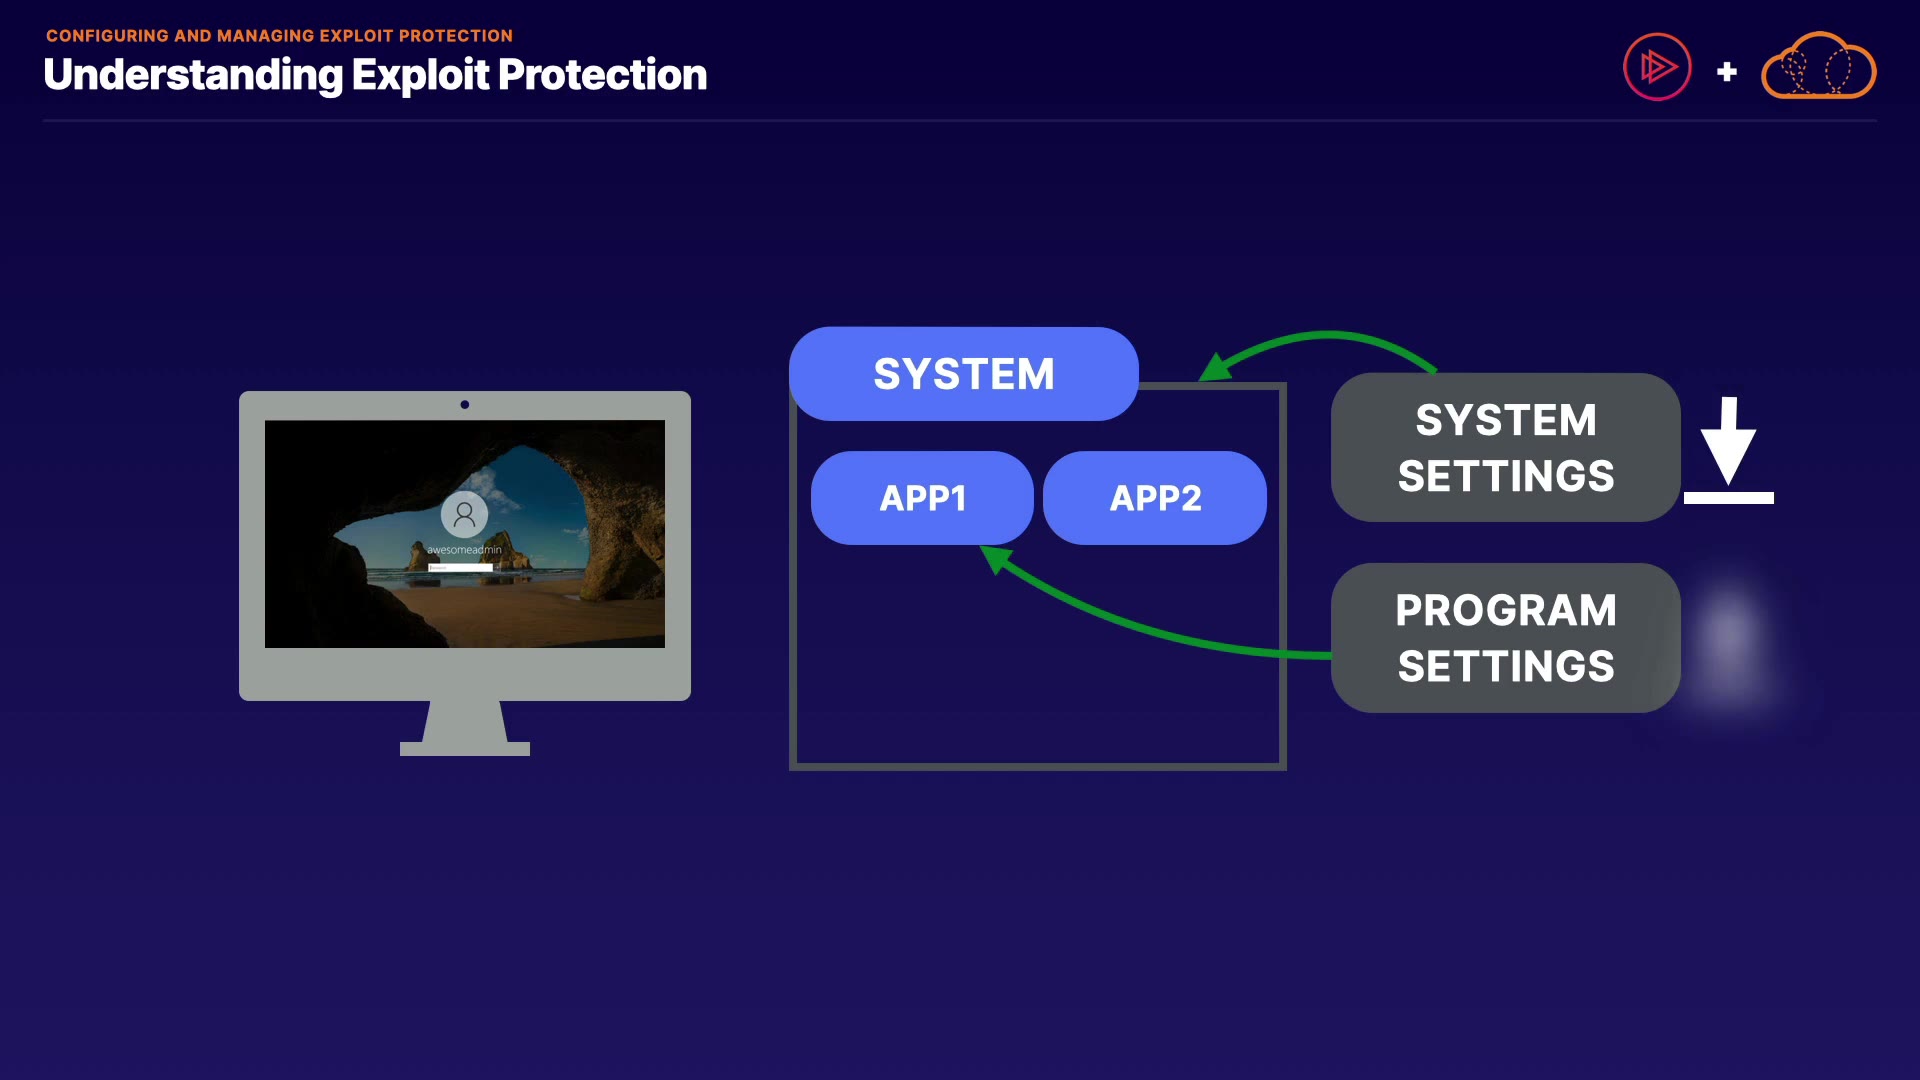 CONFIGURING AND MANAGING EXPLOIT PROTECTION
Understanding Exploit Protection
+
SYSTEM
APP1
APP2
SYSTEM
SETTINGS
PROGRAM
SETTINGS
awesomeadmin